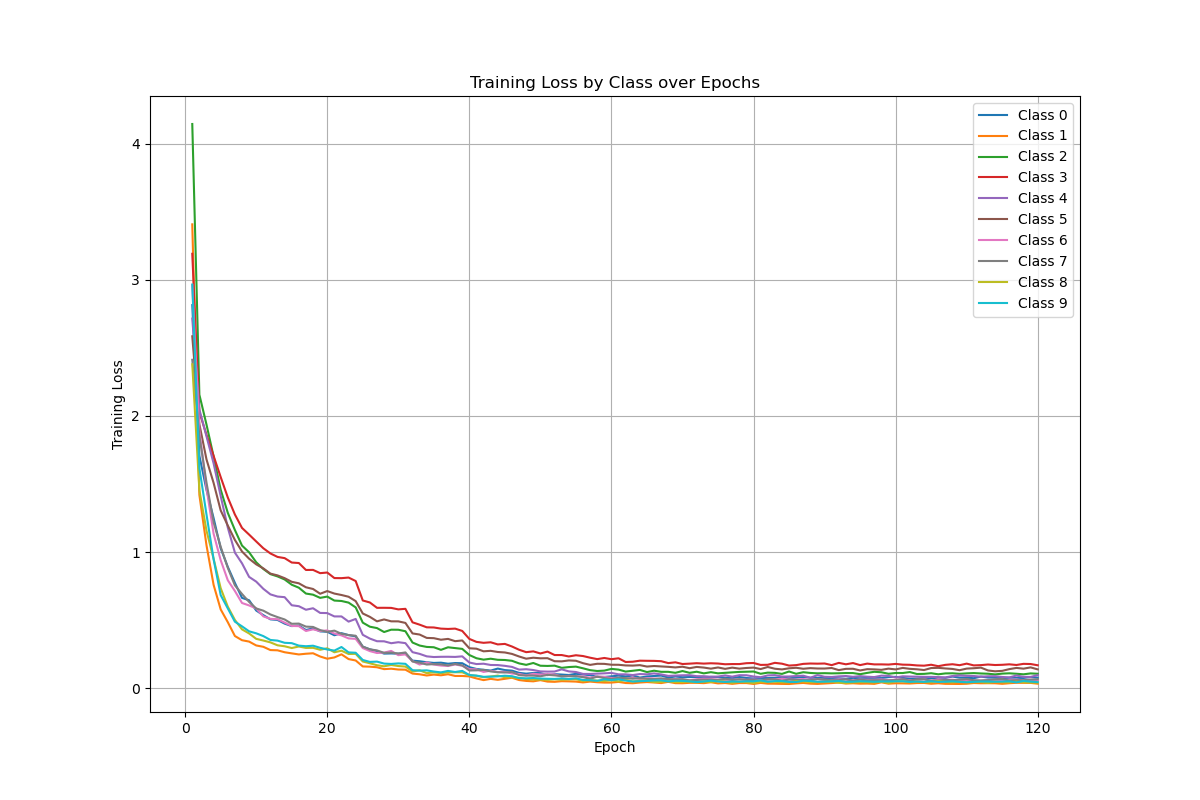 Training Loss by Class over Epochs
Training Loss
4
3
2
1
0
0 20 40 60 80 100 120
Epoch
Class 0
Class 1
Class 2
Class 3
Class 4
Class 5
Class 6
Class 7
Class 8
Class 9